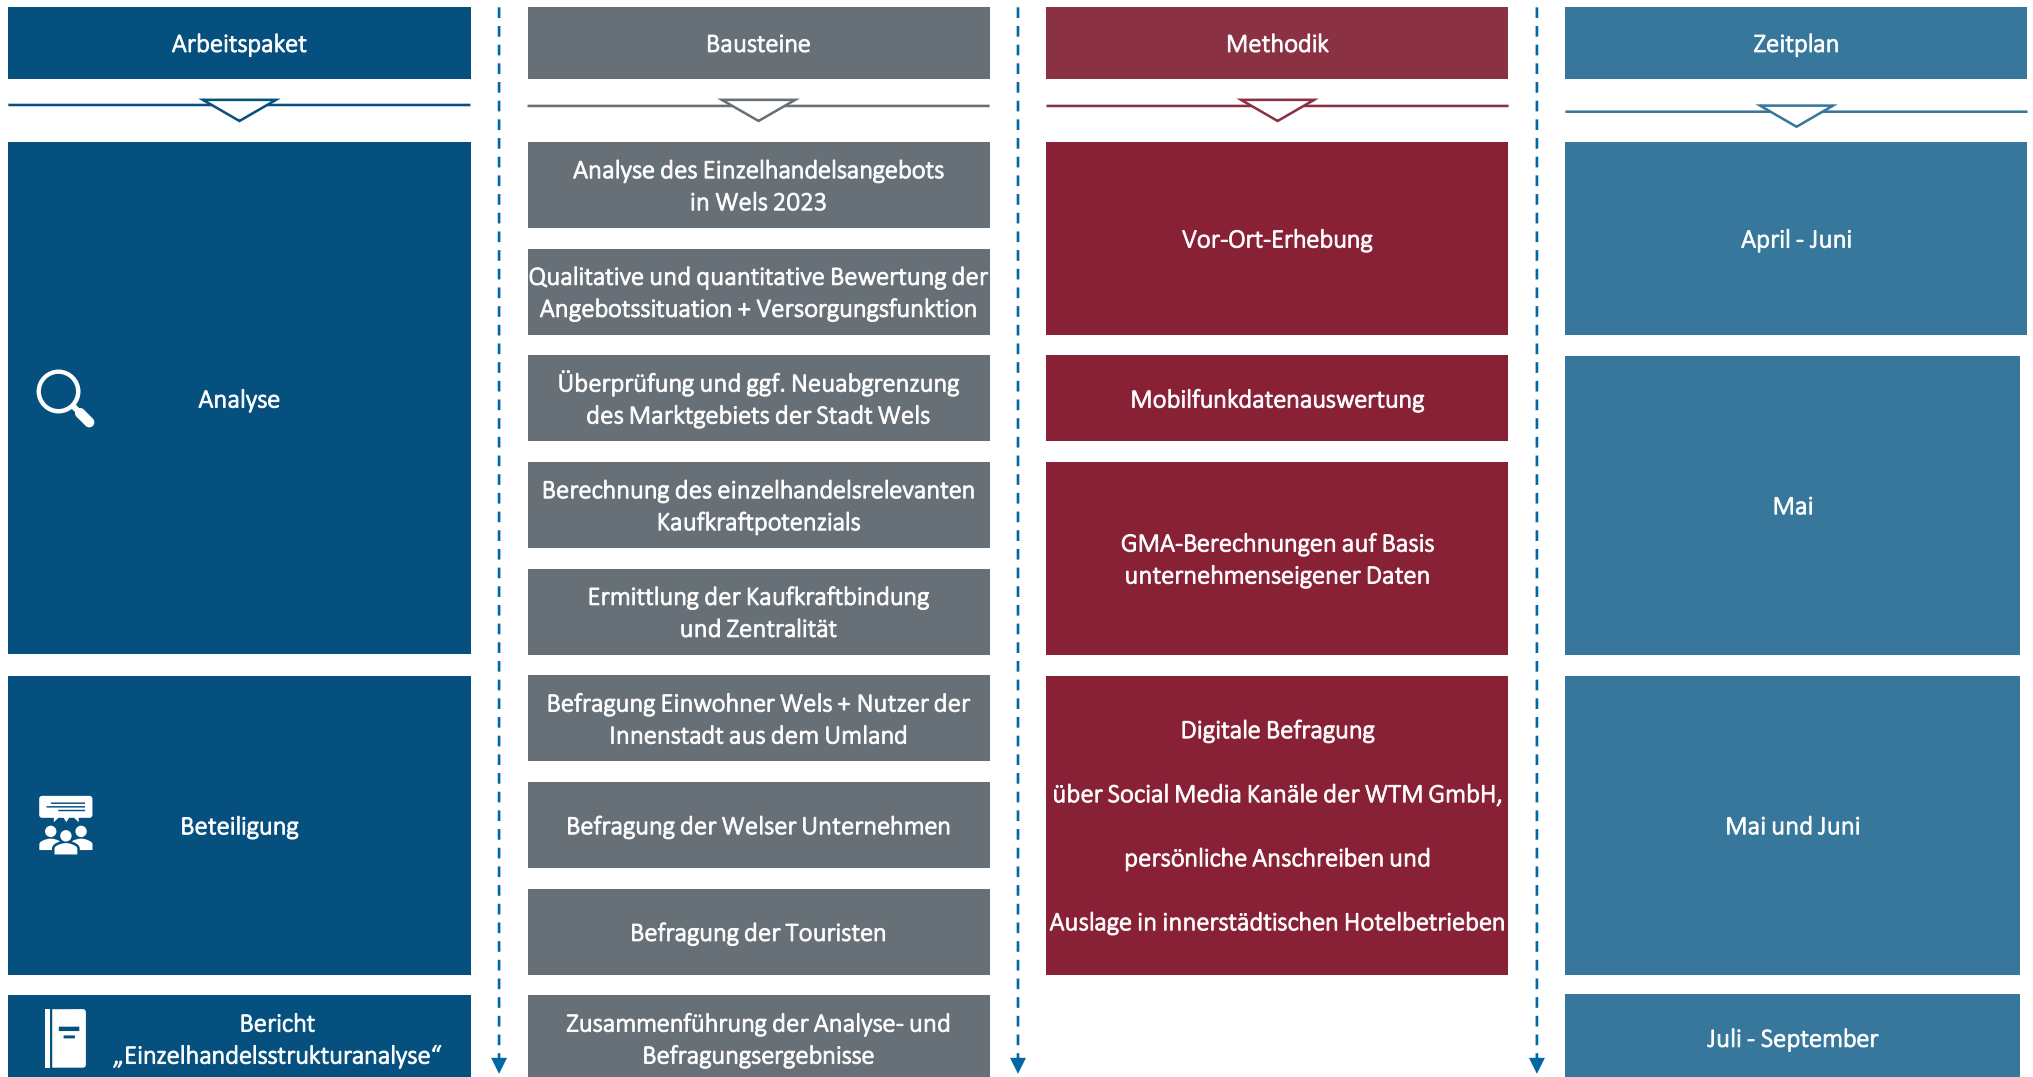 Arbeitspaket
Bausteine
Methodik
Zeitplan
Analyse
Analyse des Einzelhandelsangebots
in Wels 2023
Qualitative und quantitative Bewertung der
Angebotssituation + Versorgungsfunktion
Überprüfung und ggf. Neuabgrenzung
des Marktgebiets der Stadt Wels
Berechnung des einzelhandelsrelevanten
Kaufkraftpotenzials
Ermittlung der Kaufkraftbindung
und Zentralität
Vor-Ort-Erhebung
Mobilfunkdatenauswertung
GMA-Berechnungen auf Basis
unternehmenseigener Daten
April - Juni
Mai
Beteiligung
Befragung Einwohner Wels + Nutzer der
Innenstadt aus dem Umland
Befragung der Welser Unternehmen
Befragung der Touristen
Digitale Befragung
über Social Media Kanäle der WTM GmbH,
persönliche Anschreiben und
Auslage in innerstädtischen Hotelbetrieben
Mai und Juni
Bericht
„Einzelhandelsstrukturanalyse“
Zusammenführung der Analyse- und
Befragungsergebnisse
Juli - September